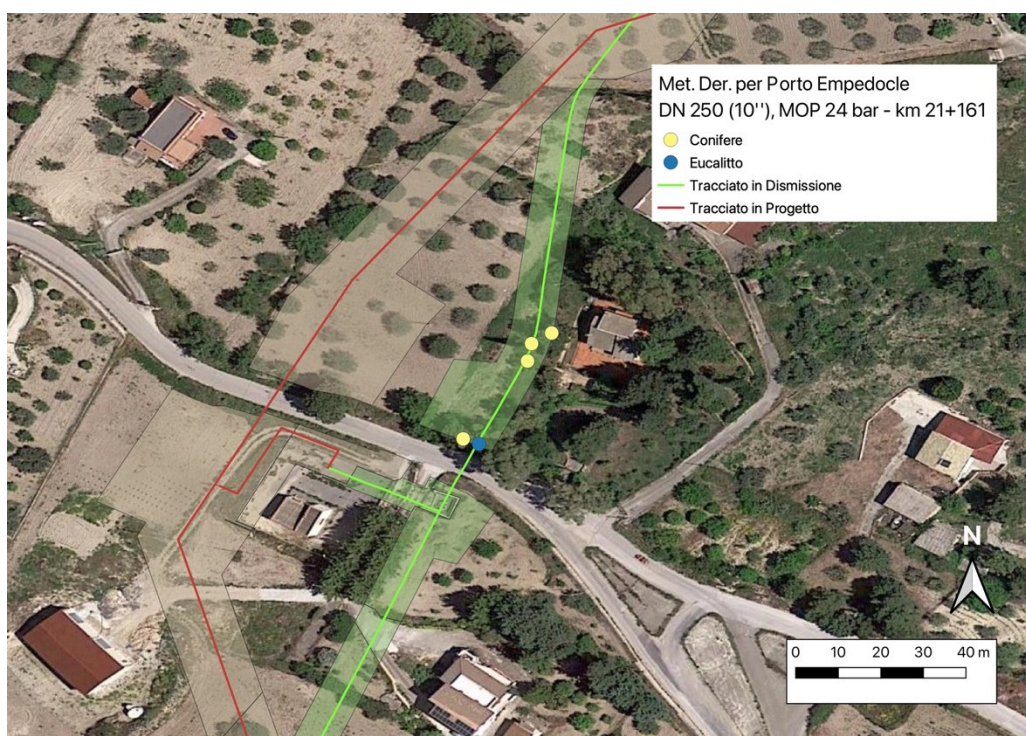 Met. Der. per Porto Empedocle
DN 250 (10''), MOP 24 bar - km 21+161
Conifere
Eucalitto
Tracciato in Dismissione
Tracciato in Progetto
N
0 10 20 30 40 m